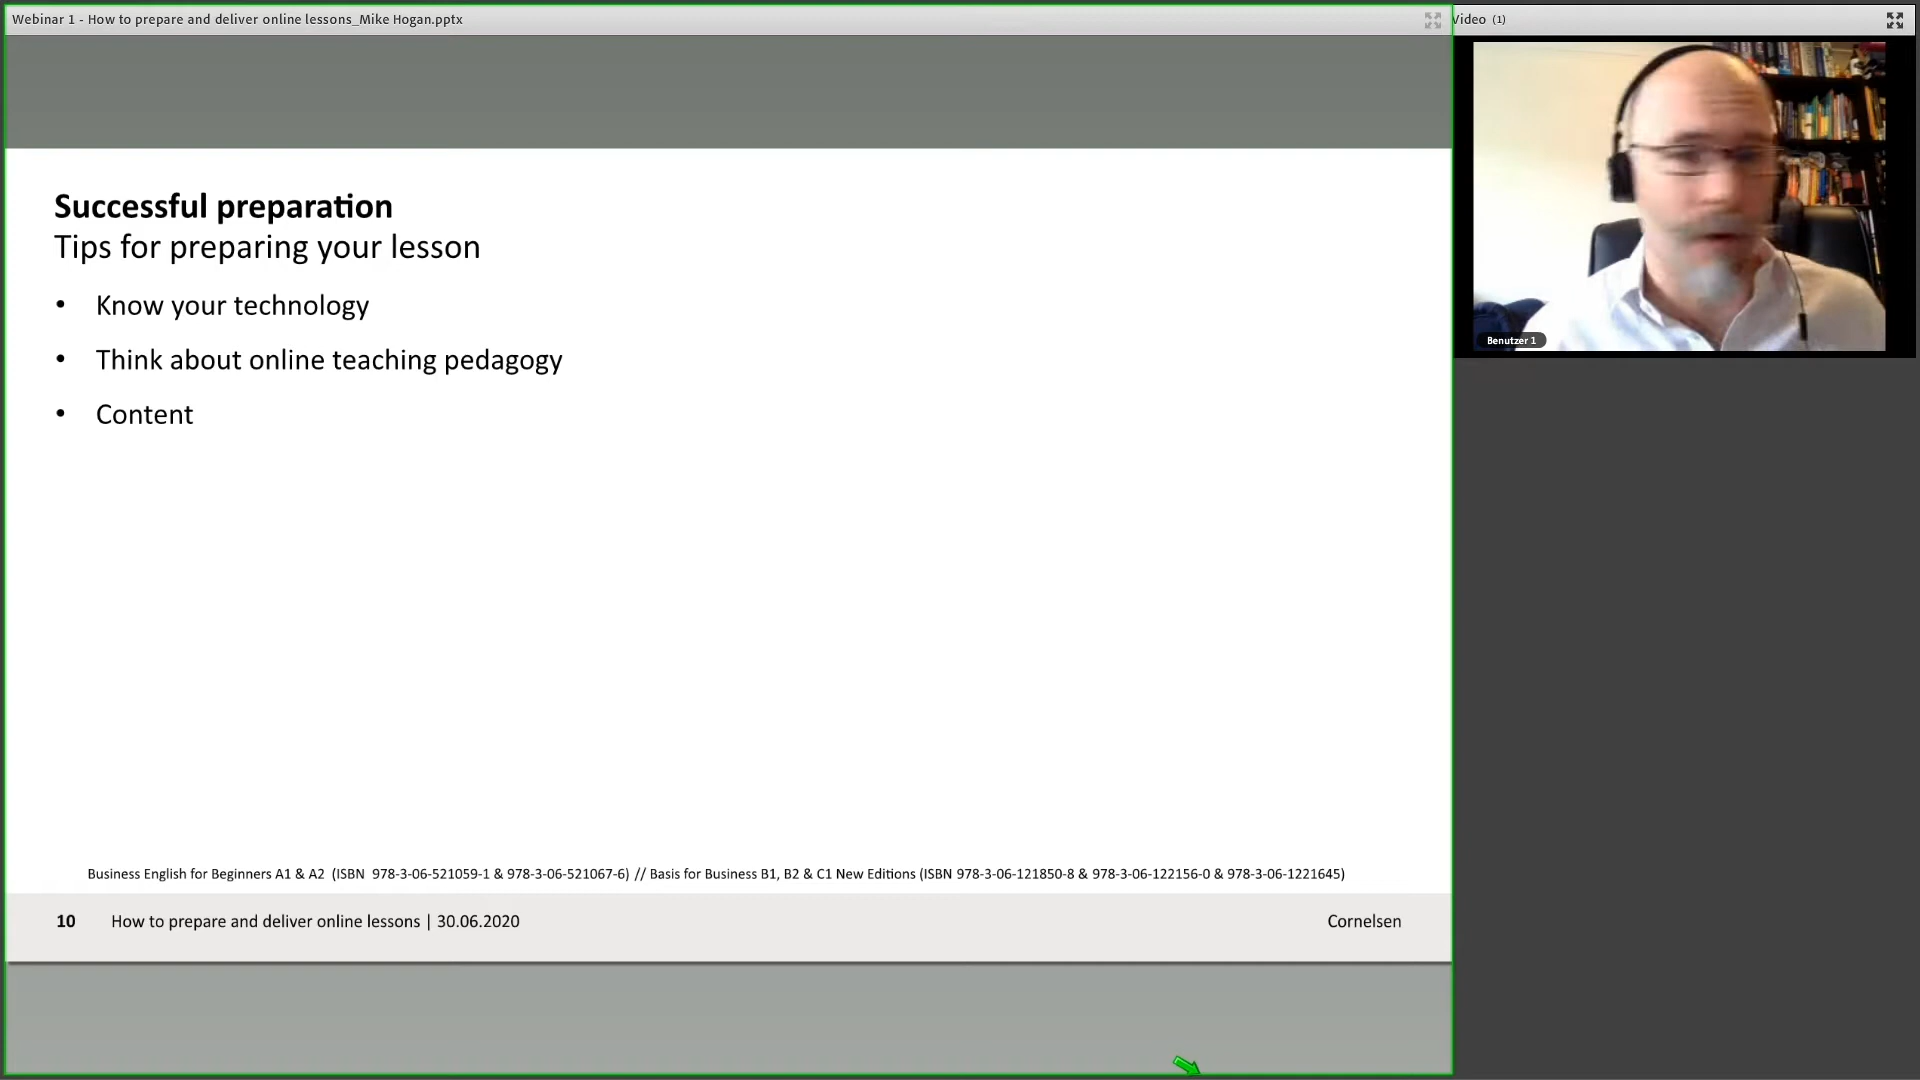 Webinar 1 - How to prepare and deliver online lessons_Mike Hogan.pptx
Video (1)
Benutzer 1
Successful preparation
Tips for preparing your lesson
• Know your technology
• Think about online teaching pedagogy
• Content
Business English for Beginners A1 & A2 (ISBN 978-3-06-521059-1 & 978-3-06-521067-6) // Basis for Business B1, B2 & C1 New Editions (ISBN 978-3-06-121850-8 & 978-3-06-122156-0 & 978-3-06-1221645)
10 How to prepare and deliver online lessons | 30.06.2020 Cornelsen